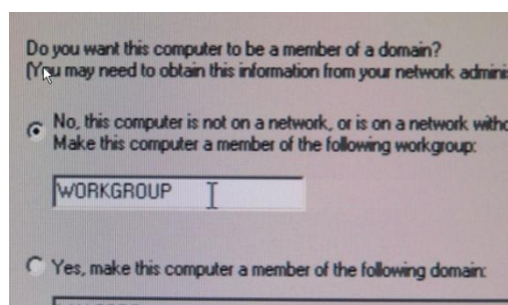 Do you want this computer to be a member of a domain?
(You may need to obtain this information from your network
No, this computer is not on a network, or is on a network
Make this computer a member of the following workgroup:
WORKGROUP
Yes, make this computer a member of the following domain: